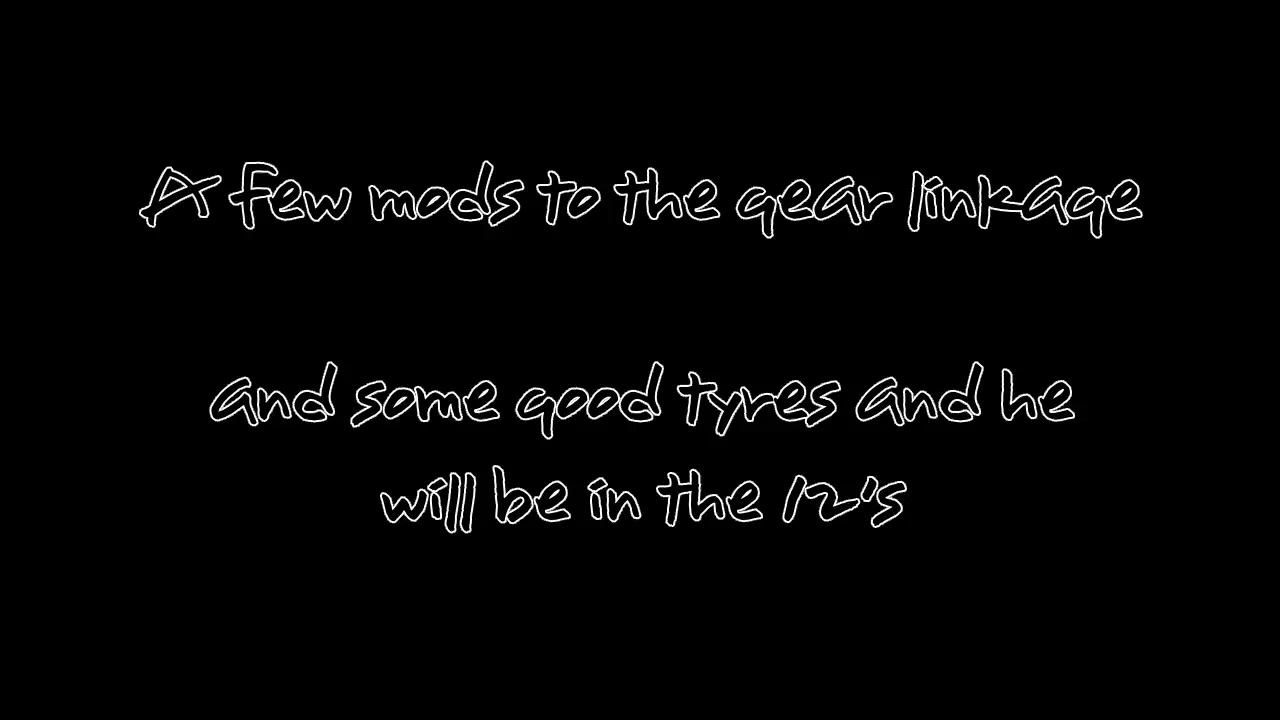 A few mods to the gear linkage
and some good tyres and he
will be in the 12's